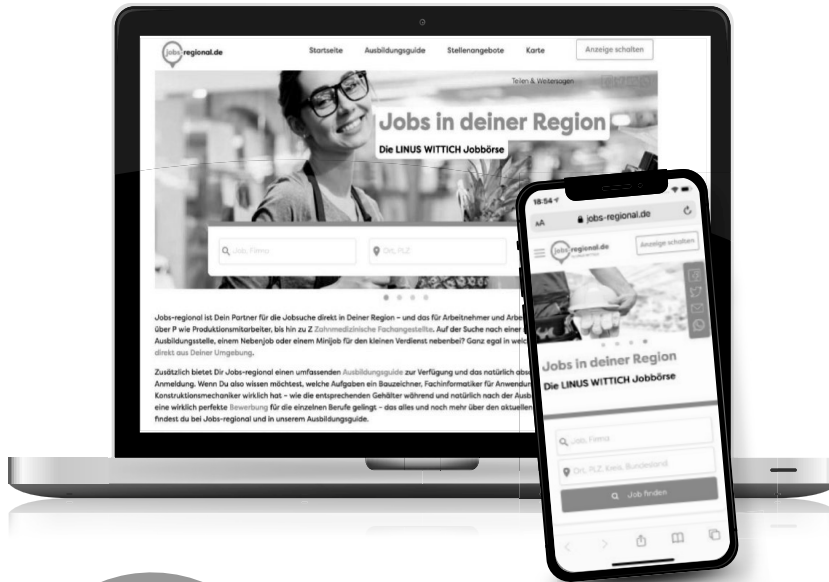 jobs regional.de
Startseite Ausbildungsguide Stellenangebote Karte Anzeige schalten
Teilen & Weitersagen
Jobs in deiner Region
Die LINUS WITTICH Jobbörse
Job, Firma
Ort, PLZ
Jobs-regional ist Dein Partner für die Jobsuche direkt in Deiner Region – und das für Arbeitnehmer und Arbe
über P wie Produktionsmitarbeiter, bis hin zu Z Zahnmedizinische Fachangestellte. Auf der Suche nach einer
Ausbildungsstelle, einem Nebenjob oder einem Minijob für den kleinen Verdienst nebenbei? Ganz egal in welc
direkt aus Deiner Umgebung.
Zusätzlich bietet Dir Jobs-regional einen umfassenden Ausbildungsguide zur Verfügung und das natürlich abso
Anmeldung. Wenn Du also wissen möchtest, welche Aufgaben ein Bauzeichner, Fachinformatiker für Anwendun
Konstruktionsmechaniker wirklich hat – wie die entsprechenden Gehälter während und natürlich nach der Ausb
eine wirklich perfekte Bewerbung für die einzelnen Berufe gelingt – das alles und noch mehr über den aktuellen
findest du bei Jobs-regional und in unserem Ausbildungsguide.
18:54
AA jobs-regional.de
jobs regional.de Anzeige schalten
Jobs in deiner Region
Die LINUS WITTICH Jobbörse
Job, Firma
Ort, PLZ, Kreis, Bundesland
Job finden